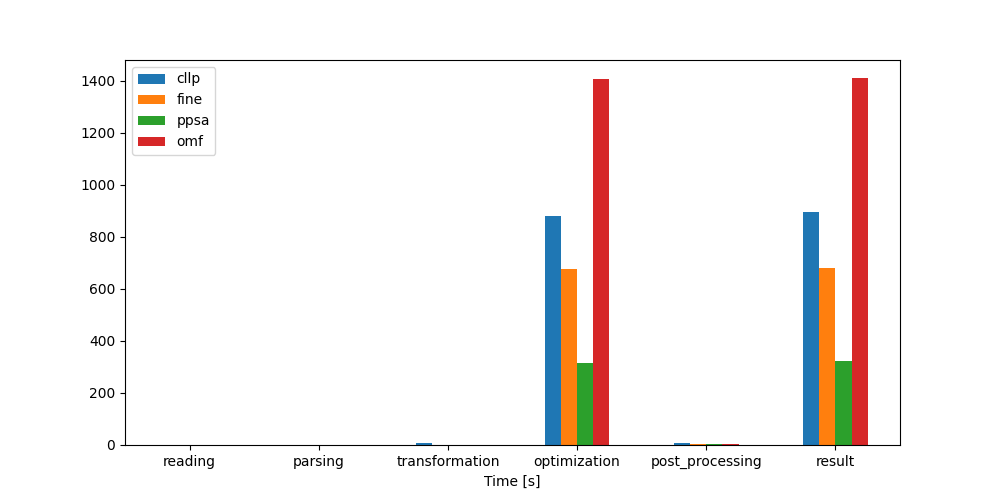 cllp
fine
ppsa
omf
1400
1200
1000
800
600
400
200
0
reading parsing transformation optimization post_processing result
Time [s]